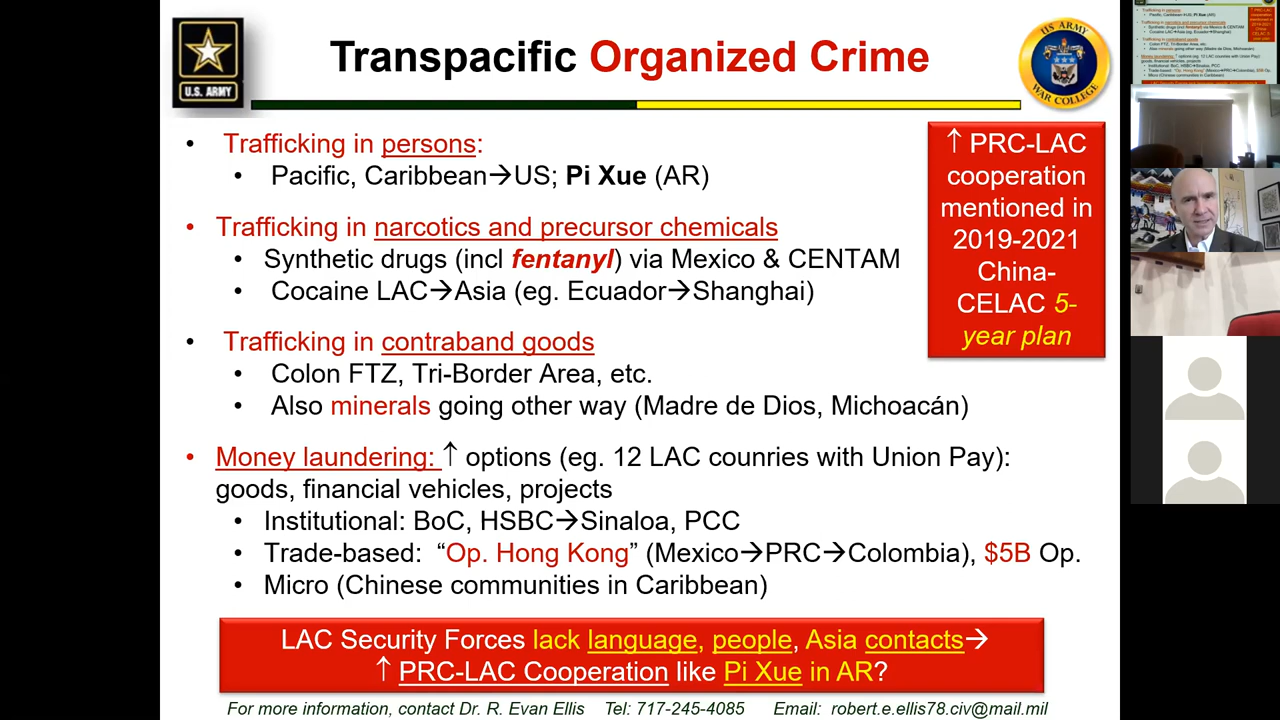 U.S. ARMY
Transpacific Organized Crime
US ARMY
WAR COLLEGE
• Trafficking in persons:
• Pacific, Caribbean→US; Pi Xue (AR)
• Trafficking in narcotics and precursor chemicals
• Synthetic drugs (incl fentanyl) via Mexico & CENTAM
• Cocaine LAC→Asia (eg. Ecuador→Shanghai)
• Trafficking in contraband goods
• Colon FTZ, Tri-Border Area, etc.
• Also minerals going other way (Madre de Dios, Michoacán)
• Money laundering: ↑ options (eg. 12 LAC counries with Union Pay):
goods, financial vehicles, projects
• Institutional: BoC, HSBC→Sinaloa, PCC
• Trade-based: “Op. Hong Kong” (Mexico→PRC→Colombia), $5B Op.
• Micro (Chinese communities in Caribbean)
↑ PRC-LAC
cooperation
mentioned in
2019-2021
China-
CELAC 5-
year plan
LAC Security Forces lack language, people, Asia contacts→
↑ PRC-LAC Cooperation like Pi Xue in AR?
For more information, contact Dr. R. Evan Ellis Tel: 717-245-4085 Email: robert.e.ellis78.civ@mail.mil